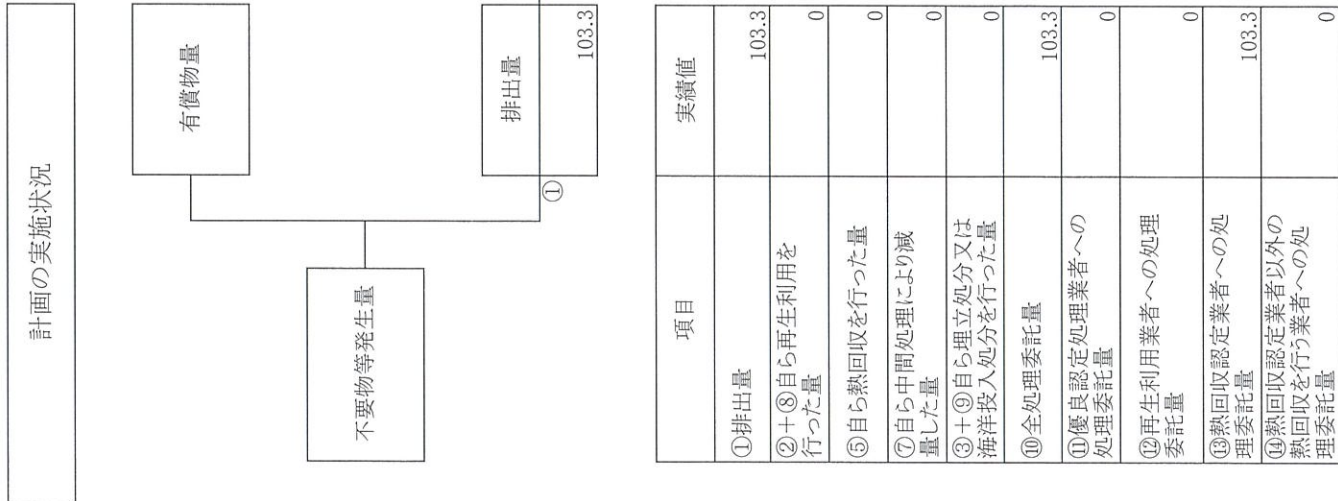 計画の実施状況
有償物量
不要物等発生量
排出量
①
103.3
項目
実績値
①排出量
103.3
②+⑧自ら再生利用を
行った量
0
⑤自ら熱回収を行った量
0
⑦自ら中間処理により減
量した量
0
③+⑨自ら埋立処分又は
海洋投入処分を行った量
0
⑩全処理委託量
103.3
⑪優良認定処理業者への
処理委託量
0
⑫再生利用業者への処理
委託量
0
⑬熱回収認定業者への処
理委託量
103.3
⑭熱回収認定業者以外の
熱回収を行う業者への処
理委託量
0